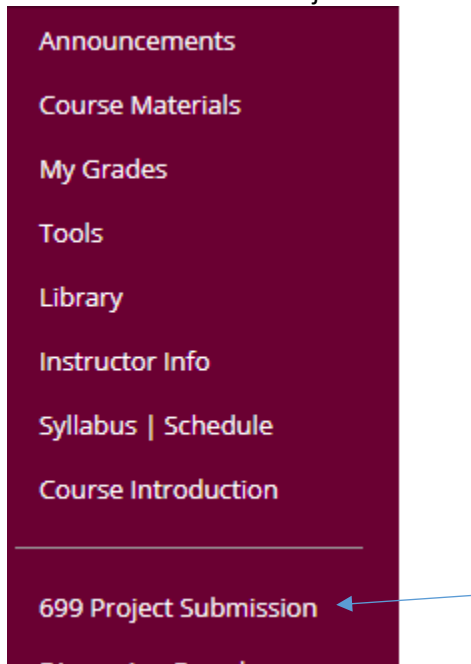 Announcements
Course Materials
My Grades
Tools
Library
Instructor Info
Syllabus | Schedule
Course Introduction
699 Project Submission